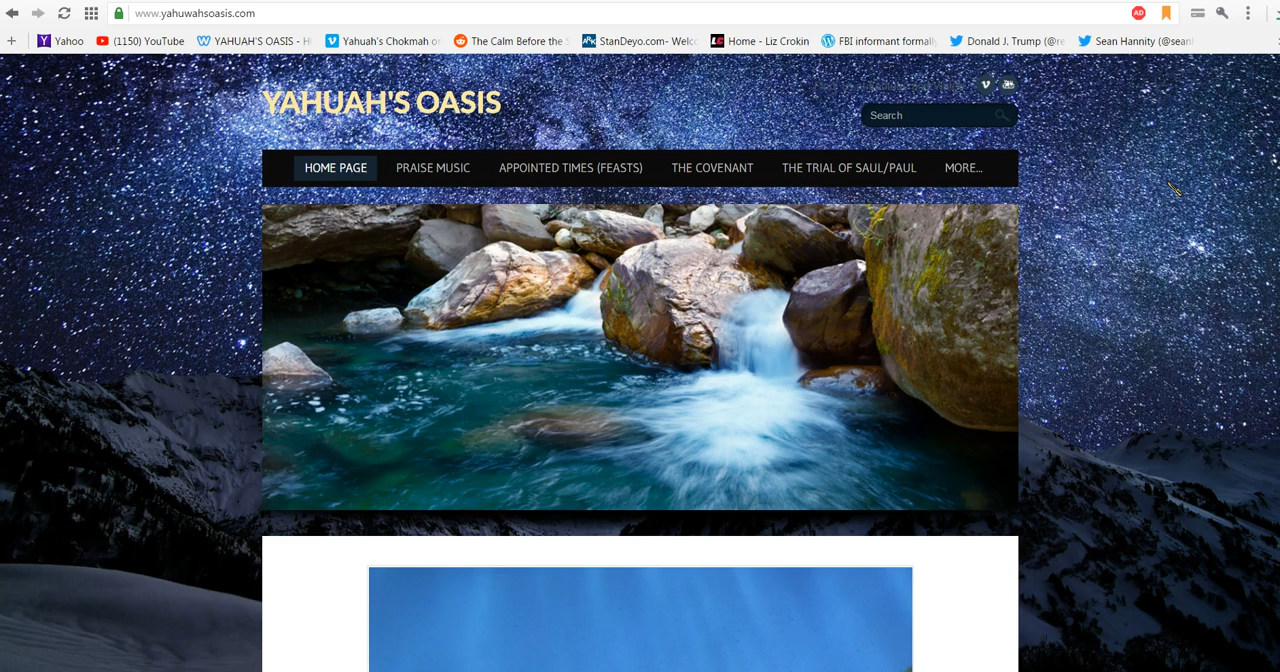 www.yahuwahsoasis.com
AD
Yahoo
(1150) YouTube
YAHUAH'S OASIS - H
Yahuah's Chokmah
The Calm Before the S
StanDeyo.com- Welc
Home - Liz Crokin
FBI informant formall
Donald J. Trump (@re
Sean Hannity (@sean
YAHUAH'S OASIS
Search
HOME PAGE
PRAISE MUSIC
APPOINTED TIMES (FEASTS)
THE COVENANT
THE TRIAL OF SAUL/PAUL
MORE...